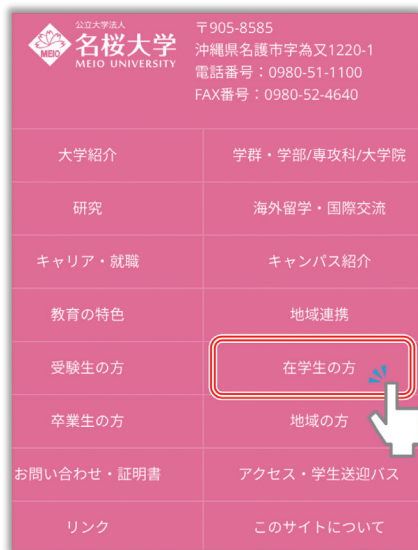 公立大学法人
名桜大学
MEIO
MEIO UNIVERSITY
〒905-8585
沖縄県名護市字為又1220-1
電話番号：0980-51-1100
FAX番号：0980-52-4640
大学紹介
学群・学部/専攻科/大学院
研究
海外留学・国際交流
キャリア・就職
キャンパス紹介
教育の特色
地域連携
受験生の方
在学生の方
卒業生の方
地域の方
お問い合わせ・証明書
アクセス・学生送迎バス
リンク
このサイトについて